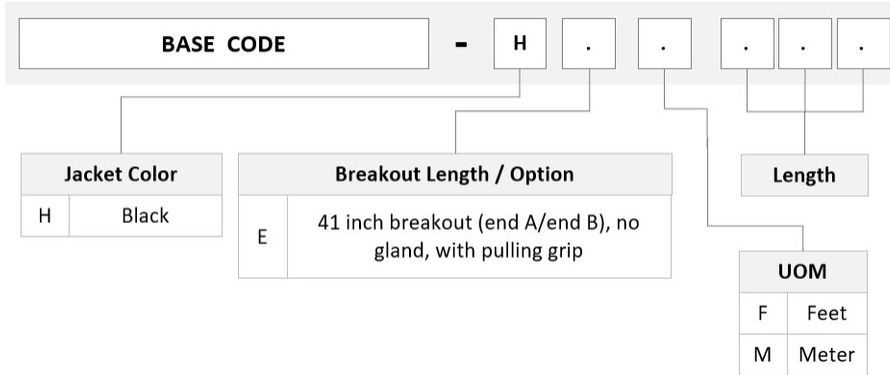 BASE CODE - H . . . . .
Jacket Color
H Black
Breakout Length / Option
E 41 inch breakout (end A/end B), no
gland, with pulling grip
Length
UOM
F Feet
M Meter